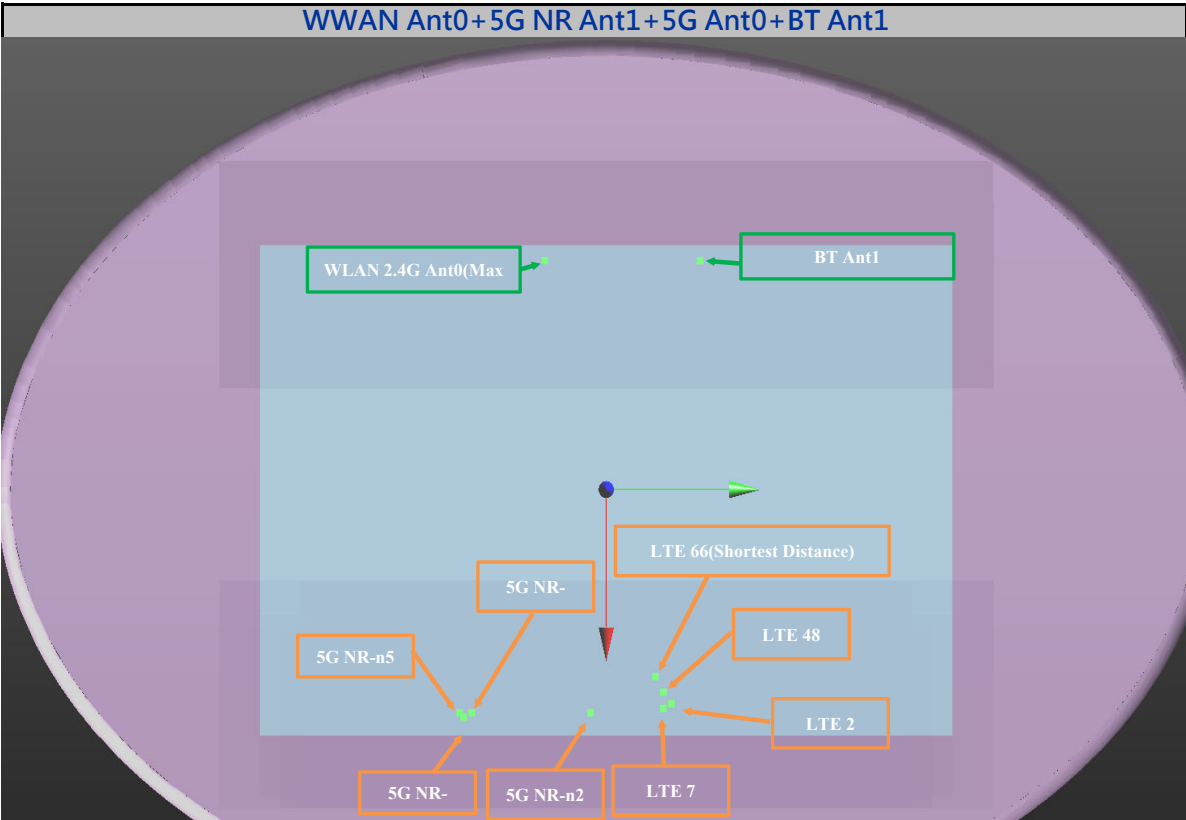 WWAN Ant0+5G NR Ant1+5G Ant0+BT Ant1
WLAN 2.4G Ant0(Max
BT Ant1
LTE 66(Shortest Distance)
5G NR-
LTE 48
5G NR-n5
LTE 2
5G NR-
5G NR-n2
LTE 7